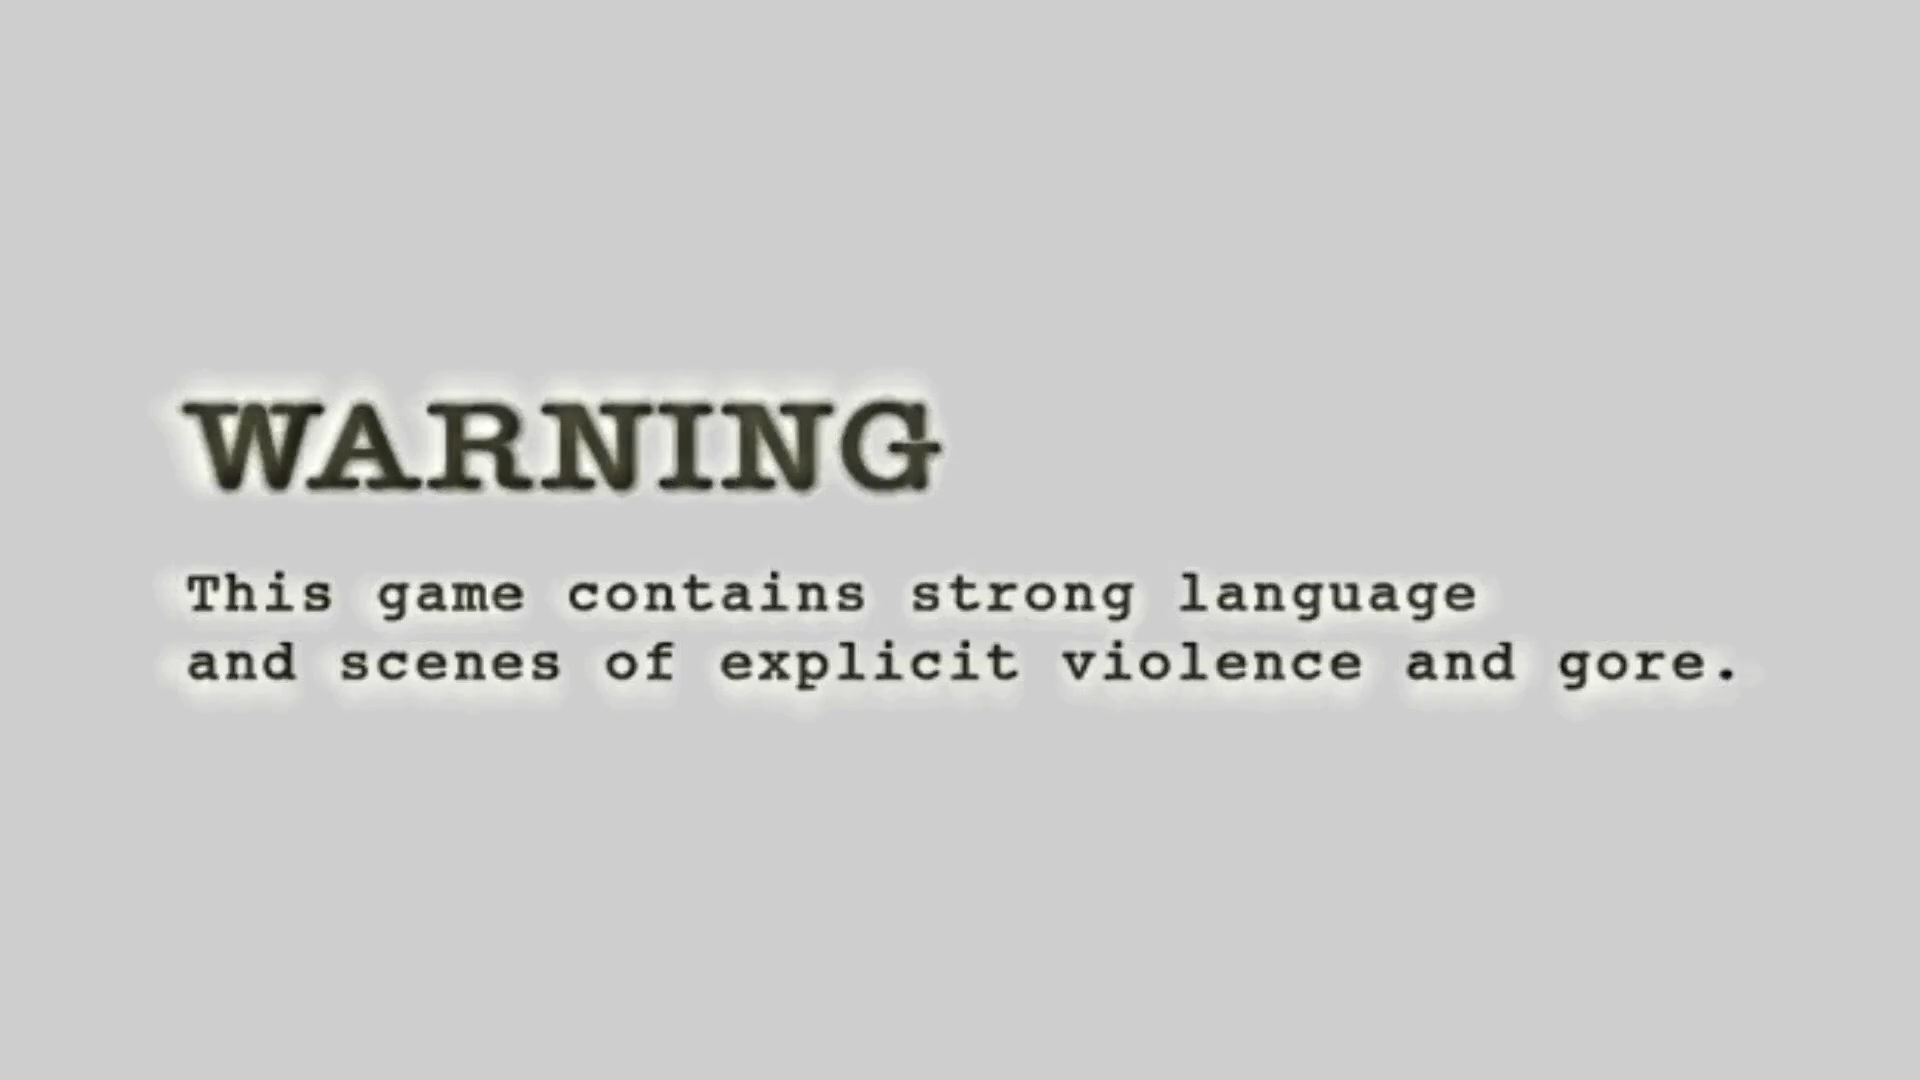 WARNING
This game contains strong language
and scenes of explicit violence and gore.